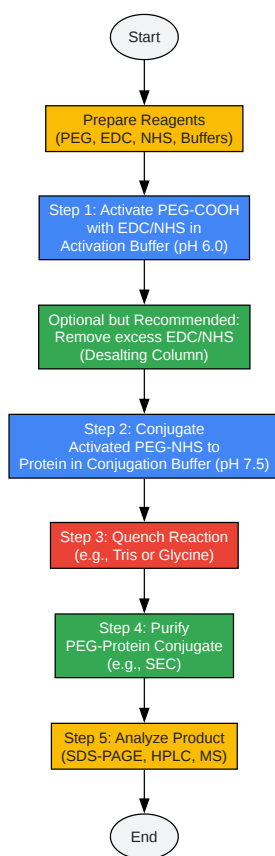 Start
Prepare Reagents
(PEG, EDC, NHS, Buffers)
Step 1: Activate PEG-COOH
with EDC/NHS in
Activation Buffer (pH 6.0)
Optional but Recommended:
Remove excess EDC/NHS
(Desalting Column)
Step 2: Conjugate
Activated PEG-NHS to
Protein in Conjugation Buffer (pH 7.5)
Step 3: Quench Reaction
(e.g., Tris or Glycine)
Step 4: Purify
PEG-Protein Conjugate
(e.g., SEC)
Step 5: Analyze Product
(SDS-PAGE, HPLC, MS)
End